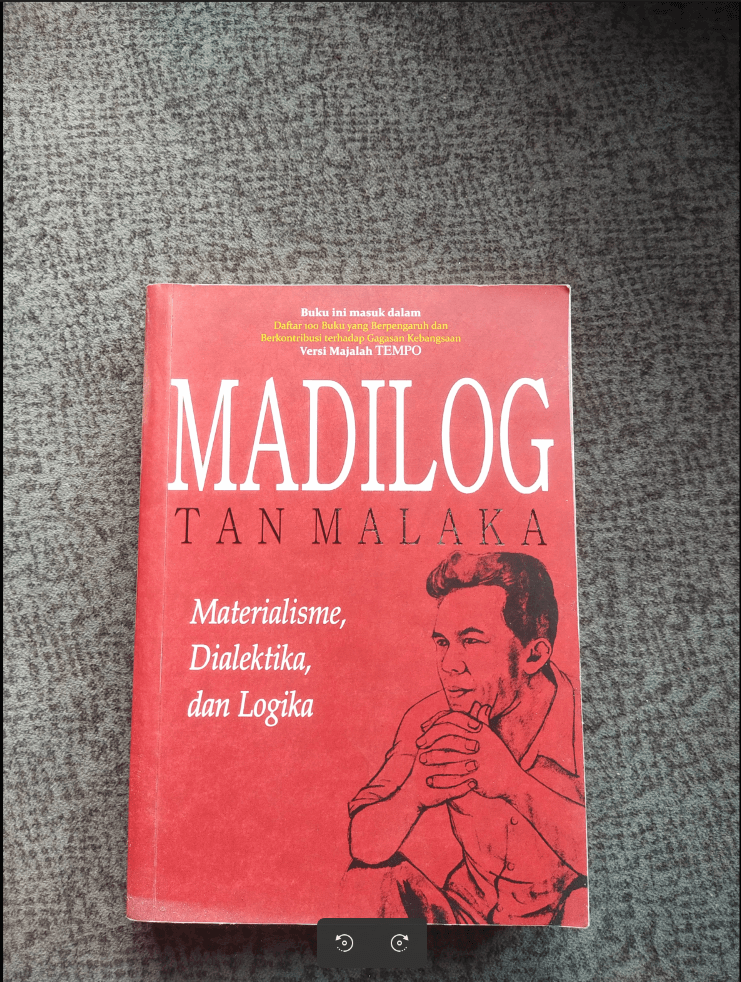 Buku ini masuk dalam
Daftar 100 Buku yang Berpengaruh dan
Berkontribusi terhadap Gagasan Kebangsaan
Versi Majalah TEMPO
MADILOG
TAN MALAKA
Materialisme,
Dialektika,
dan Logika